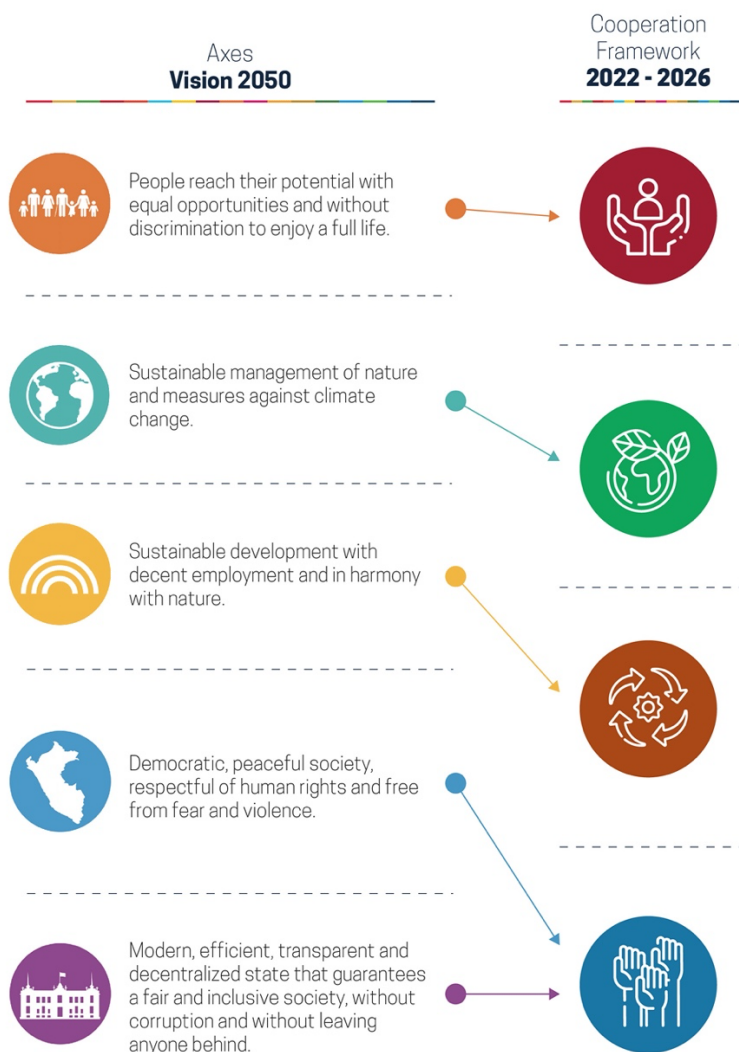 Axes
Vision 2050
Cooperation
Framework
2022 - 2026
People reach their potential with
equal opportunities and without
discrimination to enjoy a full life.
Sustainable management of nature
and measures against climate
change.
Sustainable development with
decent employment and in harmony
with nature.
Democratic, peaceful society,
respectful of human rights and free
from fear and violence.
Modern, efficient, transparent and
decentralized state that guarantees
a fair and inclusive society, without
corruption and without leaving
anyone behind.